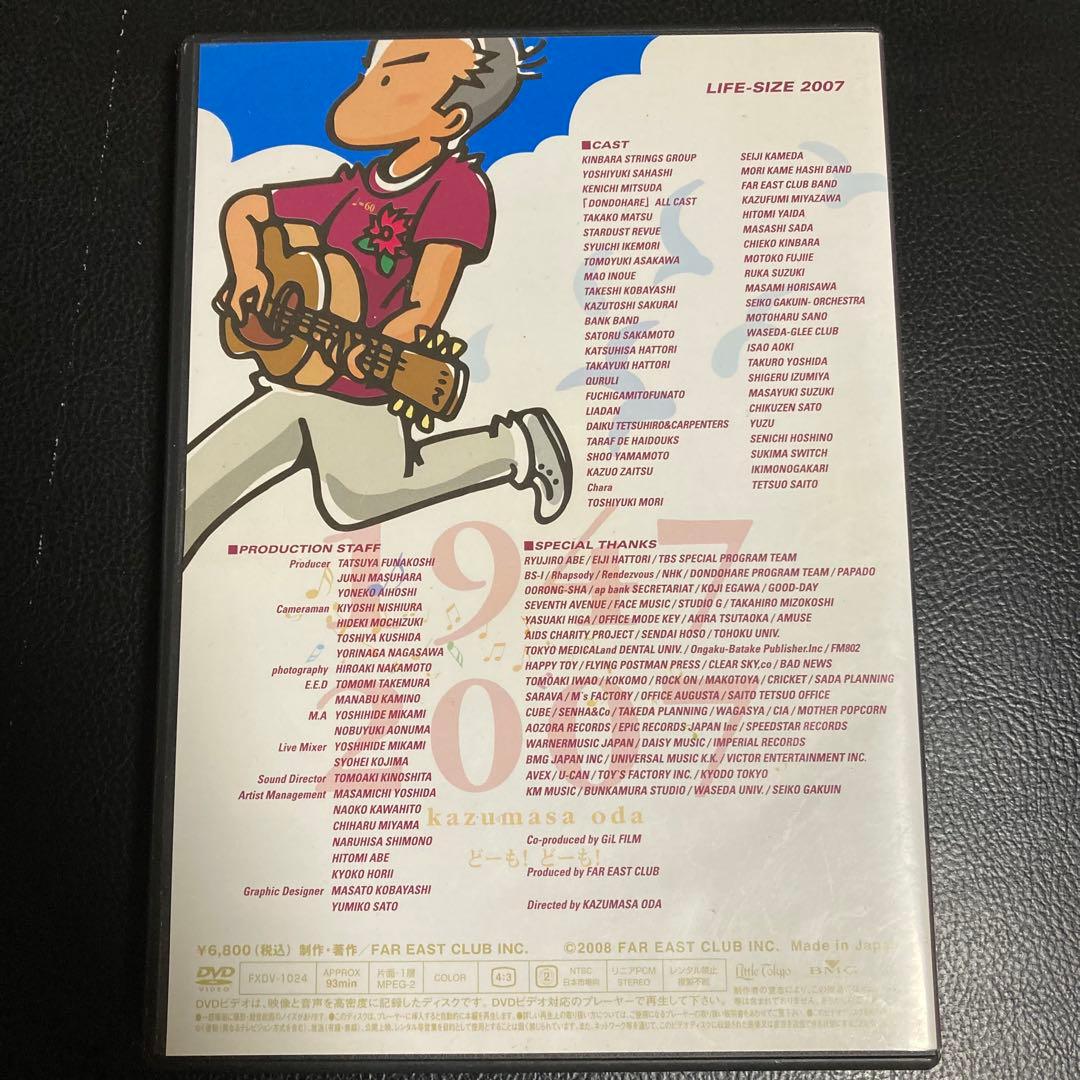 LIFE-SIZE 2007
♩=60
■CAST
KINBARA STRINGS GROUP
YOSHIYUKI SAHASHI
KENICHI MITSUDA
「DONDOHARE」 ALL CAST
TAKAKO MATSU
STARDUST REVUE
SYUICHI IKEMORI
TOMOYUKI ASAKAWA
MAO INOUE
TAKESHI KOBAYASHI
KAZUTOSHI SAKURAI
BANK BAND
SATORU SAKAMOTO
KATSUHISA HATTORI
TAKAYUKI HATTORI
QURULI
FUCHIGAMITOFUNATO
LIADAN
DAIKU TETSUHIRO&CARPENTERS
TARAF DE HAIDOUKS
SHOO YAMAMOTO
KAZUO ZAITSU
Chara
TOSHIYUKI MORI
SEIJI KAMEDA
MORI KAME HASHI BAND
FAR EAST CLUB BAND
KAZUFUMI MIYAZAWA
HITOMI YAIDA
MASASHI SADA
CHIEKO KINBARA
MOTOKO FUJIIE
RUKA SUZUKI
MASAMI HORISAWA
SEIKO GAKUIN- ORCHESTRA
MOTOHARU SANO
WASEDA-GLEE CLUB
ISAO AOKI
TAKURO YOSHIDA
SHIGERU IZUMIYA
MASAYUKI SUZUKI
CHIKUZEN SATO
YUZU
SENICHI HOSHINO
SUKIMA SWITCH
IKIMONOGAKARI
TETSUO SAITO
1947
2007
kazumasa oda
どーも! どーも!
■PRODUCTION STAFF
Producer TATSUYA FUNAKOSHI
JUNJI MASUHARA
YONEKO AIHOSHI
Cameraman KIYOSHI NISHIURA
HIDEKI MOCHIZUKI
TOSHIYA KUSHIDA
YORINAGA NAGASAWA
photography HIROAKI NAKAMOTO
E.E.D TOMOMI TAKEMURA
MANABU KAMINO
M.A YOSHIHIDE MIKAMI
NOBUYUKI AONUMA
Live Mixer YOSHIHIDE MIKAMI
SYOHEI KOJIMA
Sound Director TOMOAKI KINOSHITA
Artist Management MASAMICHI YOSHIDA
NAOKO KAWAHITO
CHIHARU MIYAMA
NARUHISA SHIMONO
HITOMI ABE
KYOKO HORII
Graphic Designer MASATO KOBAYASHI
YUMIKO SATO
■SPECIAL THANKS
RYUJIRO ABE / EIJI HATTORI / TBS SPECIAL PROGRAM TEAM
BS-I / Rhapsody / Rendezvous / NHK / DONDOHARE PROGRAM TEAM / PAPADO
OORONG-SHA / ap bank SECRETARIAT / KOJI EGAWA / GOOD-DAY
SEVENTH AVENUE / FACE MUSIC / STUDIO G / TAKAHIRO MIZOKOSHI
YASUAKI HIGA / OFFICE MODE KEY / AKIRA TSUTAOKA / AMUSE
AIDS CHARITY PROJECT / SENDAI HOSO / TOHOKU UNIV.
TOKYO MEDICALand DENTAL UNIV. / Ongaku-Batake Publisher.Inc / FM802
HAPPY TOY / FLYING POSTMAN PRESS / CLEAR SKY,co / BAD NEWS
TOMOAKI IWAO / KOKOMO / ROCK ON / MAKOTOYA / CRICKET / SADA PLANNING
SARAVA / M's FACTORY / OFFICE AUGUSTA / SAITO TETSUO OFFICE
CUBE / SENHA&Co / TAKEDA PLANNING / WAGASYA / CIA / MOTHER POPCORN
AOZORA RECORDS / EPIC RECORDS JAPAN Inc / SPEEDSTAR RECORDS
WARNERMUSIC JAPAN / DAISY MUSIC / IMPERIAL RECORDS
BMG JAPAN INC / UNIVERSAL MUSIC K.K. / VICTOR ENTERTAINMENT INC.
AVEX / U-CAN / TOY'S FACTORY INC. / KYODO TOKYO
KM MUSIC / BUNKAMURA STUDIO / WASEDA UNIV. / SEIKO GAKUIN
Co-produced by GiL FILM
Produced by FAR EAST CLUB
Directed by KAZUMASA ODA
¥6,800(税込) 制作・著作/FAR EAST CLUB INC. ©2008 FAR EAST CLUB INC. Made in Japan
DVD VIDEO FXDV-1024 APPROX 93min 片面・1層 MPEG-2 COLOR 4:3 2 NTSC 日本市場向 リニアPCM STEREO レンタル禁止 複製不能 Little Tokyo BMG
DVDビデオは、映像と音声を高密度に記録したディスクです。DVDビデオ対応のプレーヤーで再生して下さい。